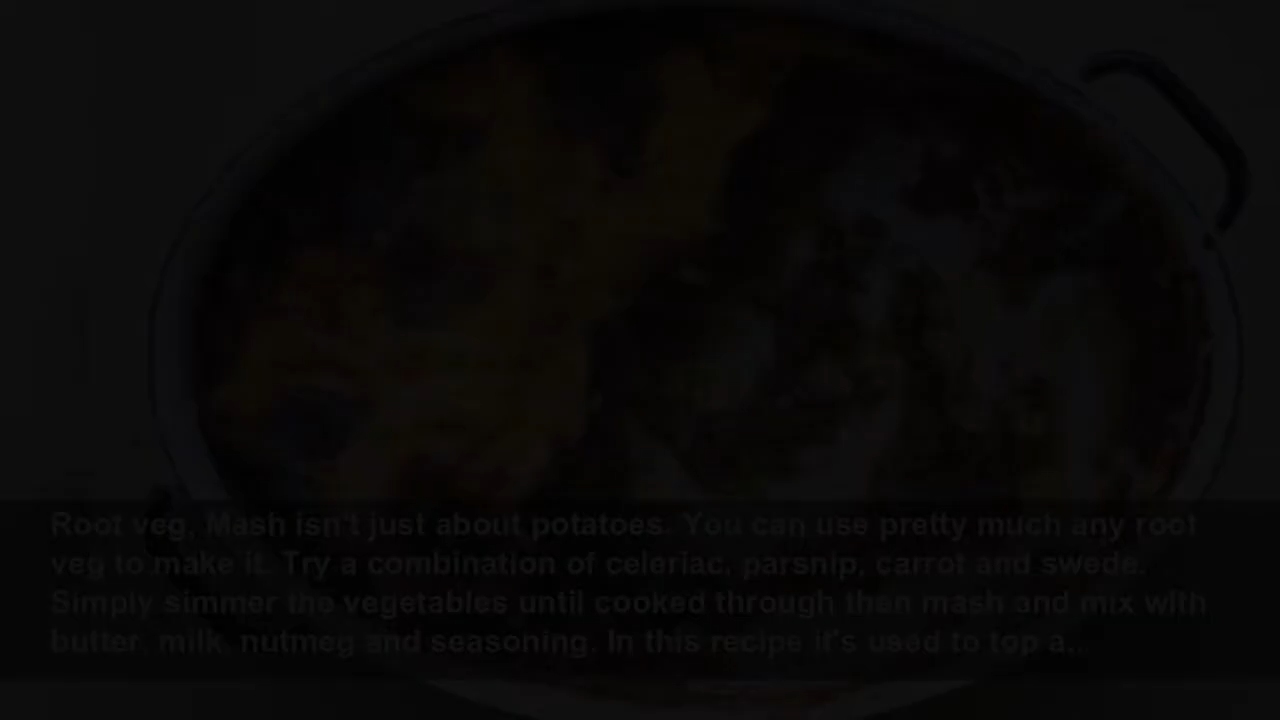 Root veg. Mash isn't just about potatoes. You can use pretty much any root
veg to make it. Try a combination of celeriac, parsnip, carrot and swede.
Simply simmer the vegetables until cooked through then mash and mix with
butter, milk, nutmeg and seasoning. In this recipe it's used to top a...